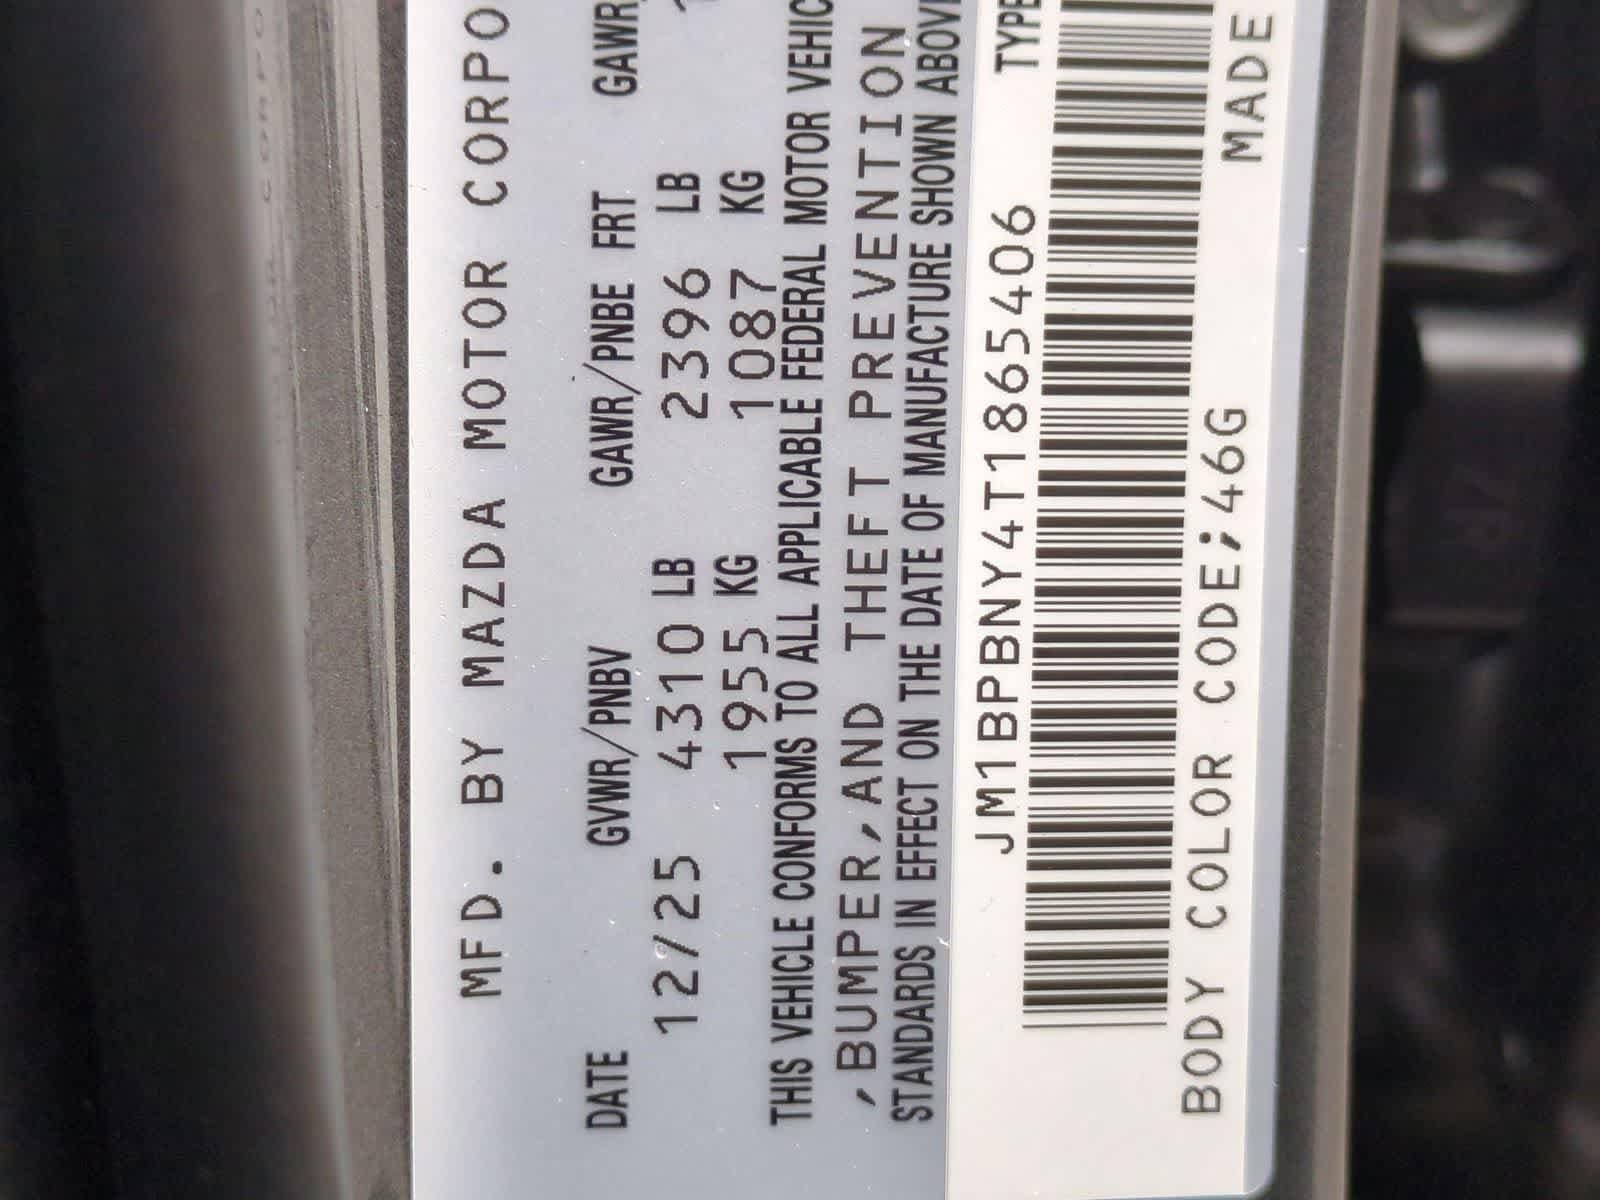 MFD. BY MAZDA MOTOR CORPO
DATE GVWR/PNBV GAWR/PNBE FRT GAWR
12/25 4310 LB 2396 LB
1955 KG 1087 KG
THIS VEHICLE CONFORMS TO ALL APPLICABLE FEDERAL MOTOR VEHIC
,BUMPER,AND THEFT PREVENTION
STANDARDS IN EFFECT ON THE DATE OF MANUFACTURE SHOWN ABOVE
JM1BPBNY4T1865406 TYPE
BODY COLOR CODE;46G MADE